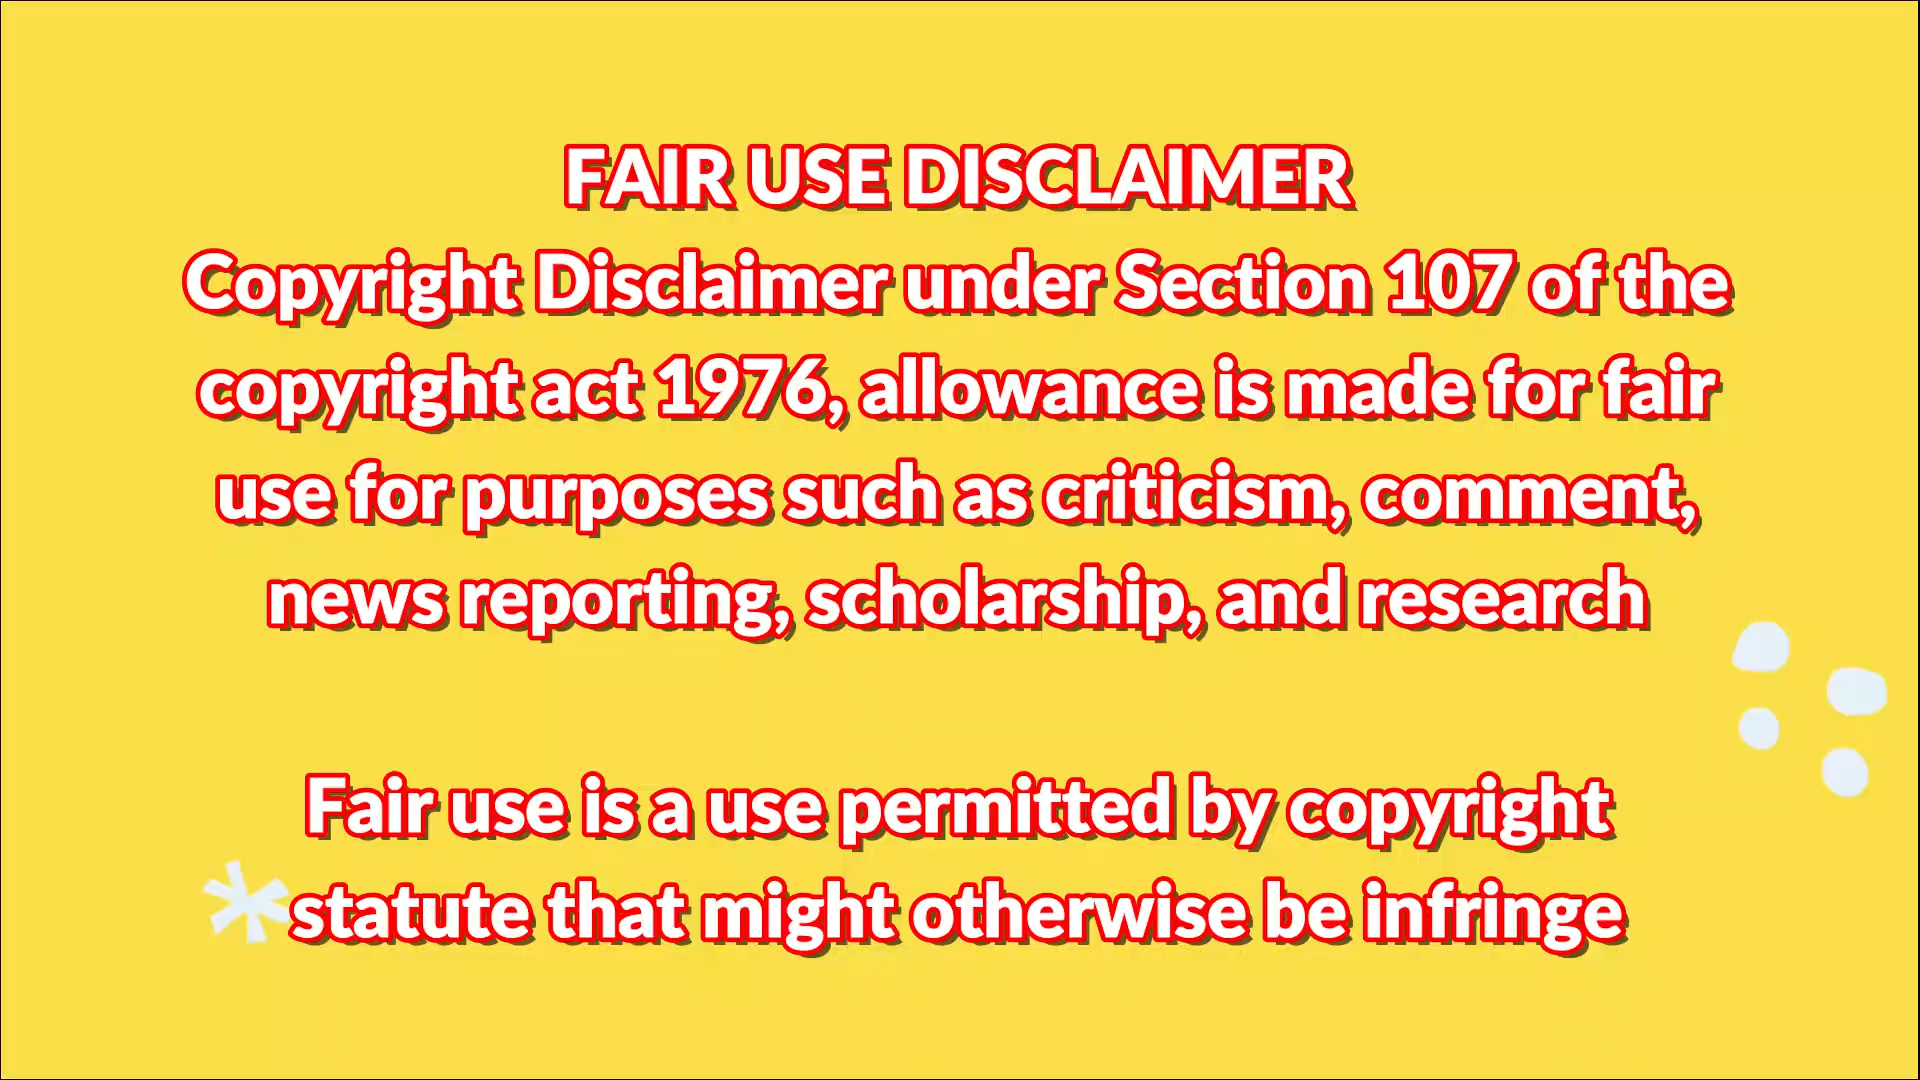 FAIR USE DISCLAIMER
Copyright Disclaimer under Section 107 of the
copyright act 1976, allowance is made for fair
use for purposes such as criticism, comment,
news reporting, scholarship, and research
Fair use is a use permitted by copyright
statute that might otherwise be infringe